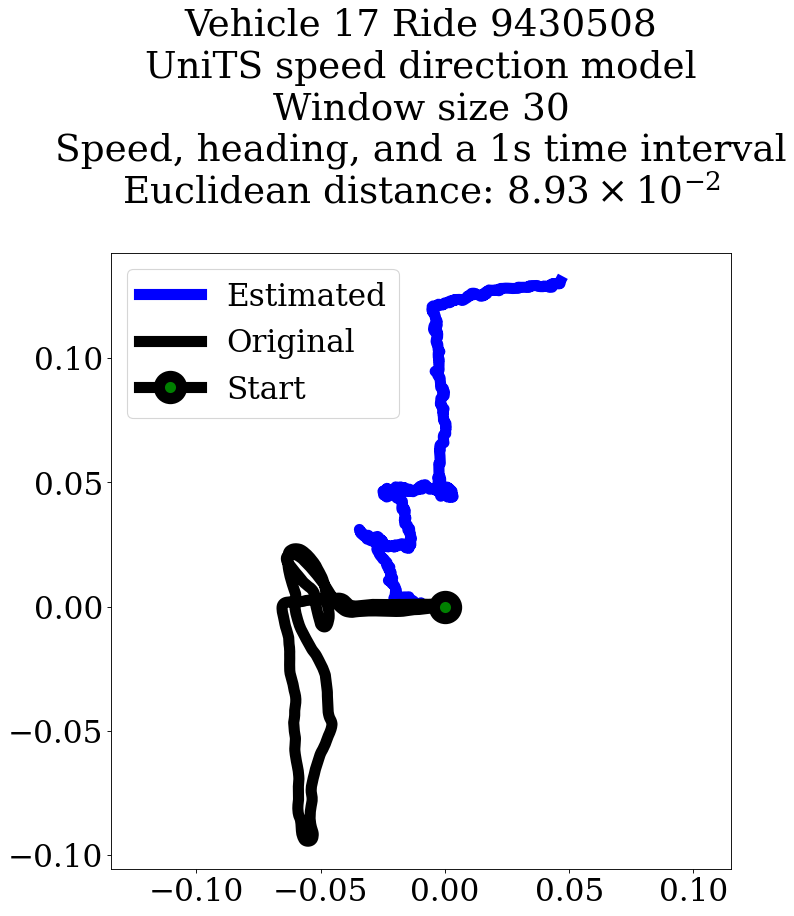 Vehicle 17 Ride 9430508
UniTS speed direction model
Window size 30
Speed, heading, and a 1s time interval
Euclidean distance: 8.93 × 10⁻²
Estimated
Original
Start
0.10
0.05
0.00
−0.05
−0.10
−0.10 −0.05 0.00 0.05 0.10